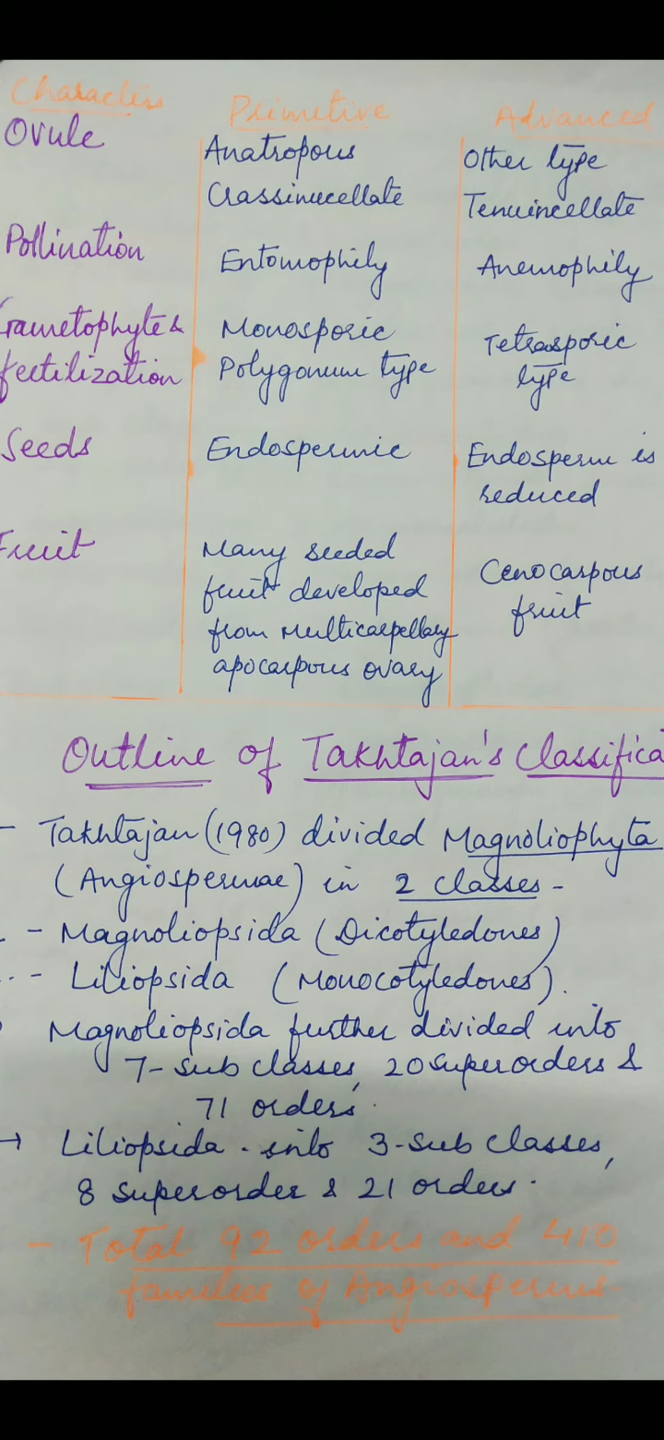 Characters Primitive Advanced
Ovule Anatropous Other type
Crassinucellate Tenuincellate
Pollination Entomophily Anemophily
Gametophyte & Monosporic Tetrasporic
fertilization Polygonum type type
Seeds Endospermic Endosperm is
reduced
Fruit Many seeded Cenocarpous
fruit developed fruit
from multicarpellary
apocarpous ovary
Outline of Takhtajan's Classifica
- Takhtajan (1980) divided Magnoliophyta
(Angiospermae) in 2 classes -
- Magnoliopsida (Dicotyledones)
- Liliopsida (Monocotyledones).
Magnoliopsida further divided into
7-sub classes, 20 superorders &
71 orders.
→ Liliopsida. into 3-sub classes,
8 superorder & 21 orders.
- Total 92 orders and 410
families of Angiosperms.